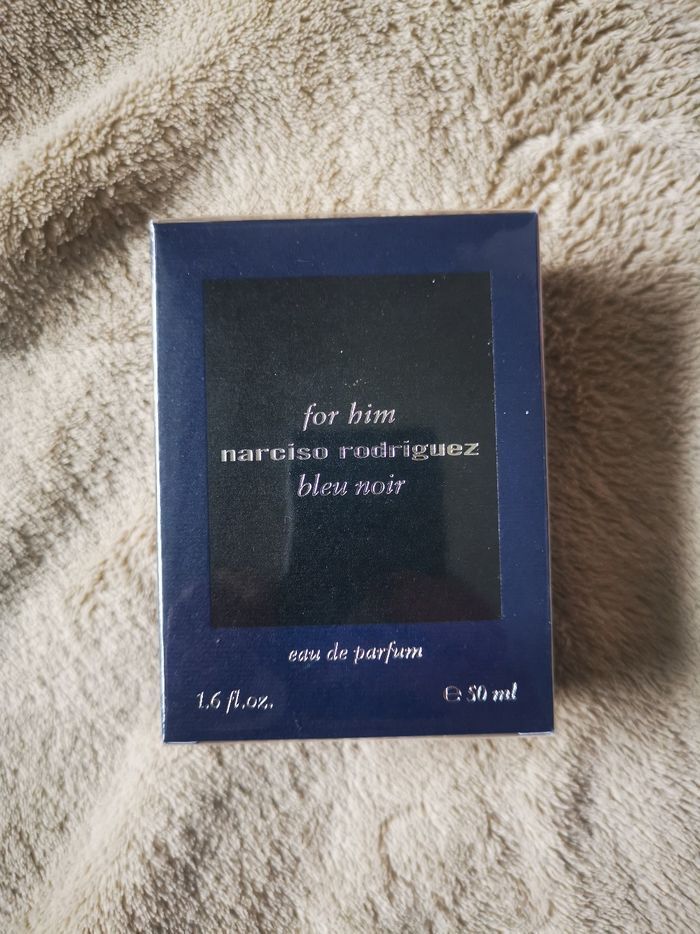 for him
narciso rodriguez
bleu noir
eau de parfum
1.6 fl.oz.
℮ 50 ml